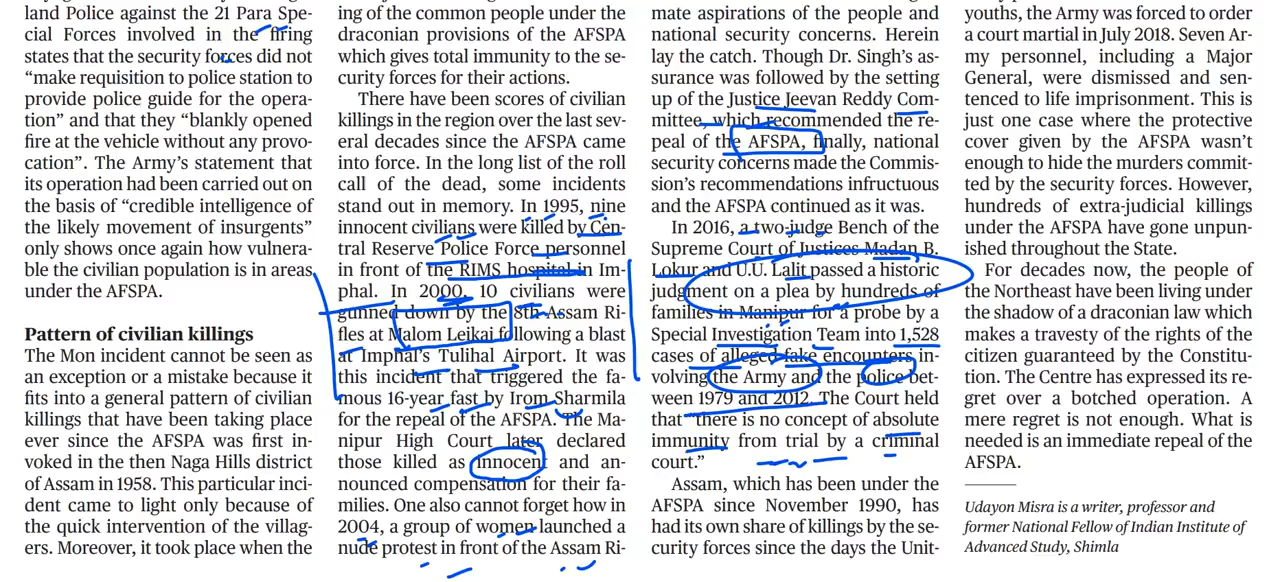 land Police against the 21 Para Spe-
cial Forces involved in the firing
states that the security forces did not
“make requisition to police station to
provide police guide for the opera-
tion” and that they “blankly opened
fire at the vehicle without any provo-
cation”. The Army’s statement that
its operation had been carried out on
the basis of “credible intelligence of
the likely movement of insurgents”
only shows once again how vulnera-
ble the civilian population is in areas
under the AFSPA.
Pattern of civilian killings
The Mon incident cannot be seen as
an exception or a mistake because it
fits into a general pattern of civilian
killings that have been taking place
ever since the AFSPA was first in-
voked in the then Naga Hills district
of Assam in 1958. This particular inci-
dent came to light only because of
the quick intervention of the villag-
ers. Moreover, it took place when the
ing of the common people under the
draconian provisions of the AFSPA
which gives total immunity to the se-
curity forces for their actions.
There have been scores of civilian
killings in the region over the last sev-
eral decades since the AFSPA came
into force. In the long list of the roll
call of the dead, some incidents
stand out in memory. In 1995, nine
innocent civilians were killed by Cen-
tral Reserve Police Force personnel
in front of the RIMS hospital in Im-
phal. In 2000, 10 civilians were
gunned down by the 8th Assam Ri-
fles at Malom Leikai following a blast
at Imphal’s Tulihal Airport. It was
this incident that triggered the fa-
mous 16-year fast by Irom Sharmila
for the repeal of the AFSPA. The Ma-
nipur High Court later declared
those killed as innocent and an-
nounced compensation for their fa-
milies. One also cannot forget how in
2004, a group of women launched a
nude protest in front of the Assam Ri-
mate aspirations of the people and
national security concerns. Herein
lay the catch. Though Dr. Singh’s as-
surance was followed by the setting
up of the Justice Jeevan Reddy Com-
mittee, which recommended the re-
peal of the AFSPA, finally, national
security concerns made the Commis-
sion’s recommendations infructuous
and the AFSPA continued as it was.
In 2016, a two-judge Bench of the
Supreme Court of Justices Madan B.
Lokur and U.U. Lalit passed a historic
judgment on a plea by hundreds of
families in Manipur for a probe by a
Special Investigation Team into 1,528
cases of alleged fake encounters in-
volving the Army and the police bet-
ween 1979 and 2012. The Court held
that “there is no concept of absolute
immunity from trial by a criminal
court.”
Assam, which has been under the
AFSPA since November 1990, has
had its own share of killings by the se-
curity forces since the days the Unit-
youths, the Army was forced to order
a court martial in July 2018. Seven Ar-
my personnel, including a Major
General, were dismissed and sen-
tenced to life imprisonment. This is
just one case where the protective
cover given by the AFSPA wasn’t
enough to hide the murders commit-
ted by the security forces. However,
hundreds of extra-judicial killings
under the AFSPA have gone unpun-
ished throughout the State.
For decades now, the people of
the Northeast have been living under
the shadow of a draconian law which
makes a travesty of the rights of the
citizen guaranteed by the Constitu-
tion. The Centre has expressed its re-
gret over a botched operation. A
mere regret is not enough. What is
needed is an immediate repeal of the
AFSPA.
Udayon Misra is a writer, professor and
former National Fellow of Indian Institute of
Advanced Study, Shimla